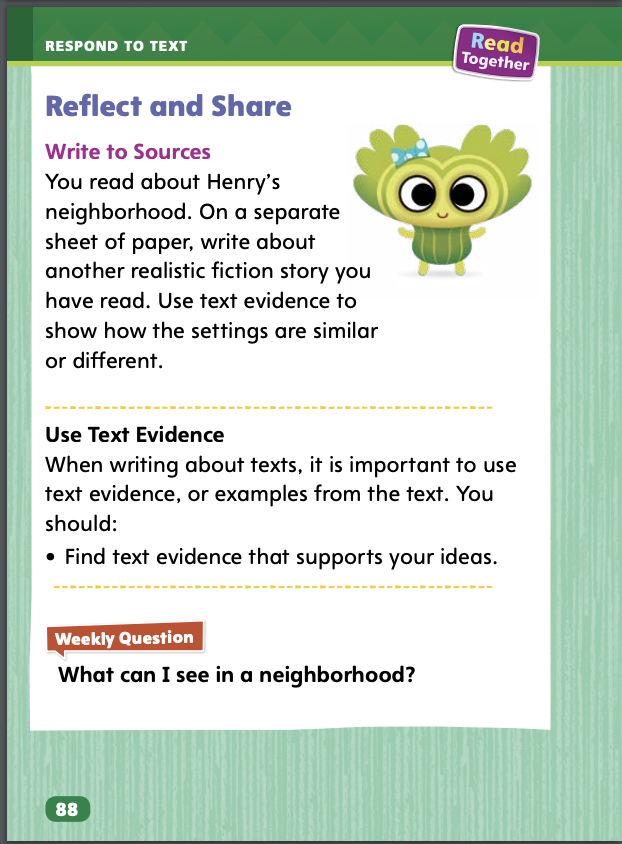 RESPOND TO TEXT
Read
Together
Reflect and Share
Write to Sources
You read about Henry’s
neighborhood. On a separate
sheet of paper, write about
another realistic fiction story you
have read. Use text evidence to
show how the settings are similar
or different.
Use Text Evidence
When writing about texts, it is important to use
text evidence, or examples from the text. You
should:
• Find text evidence that supports your ideas.
Weekly Question
What can I see in a neighborhood?
88